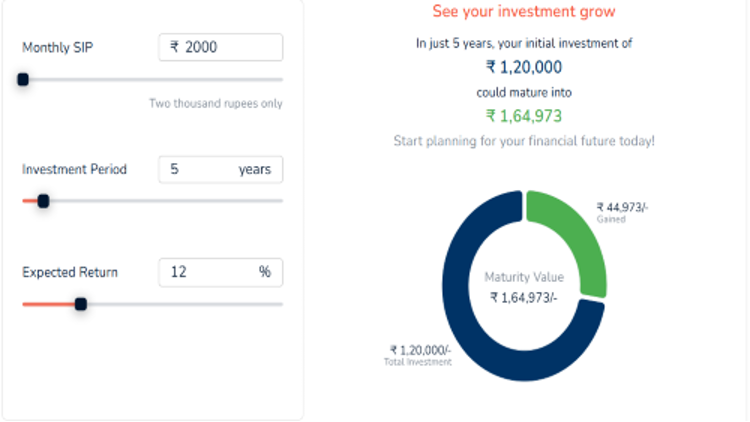 Monthly SIP
₹ 2000
Two thousand rupees only
Investment Period
5 years
Expected Return
12 %
See your investment grow
In just 5 years, your initial investment of
₹ 1,20,000
could mature into
₹ 1,64,973
Start planning for your financial future today!
₹ 44,973/-
Gained
Maturity Value
₹ 1,64,973/-
₹ 1,20,000/-
Total Investment